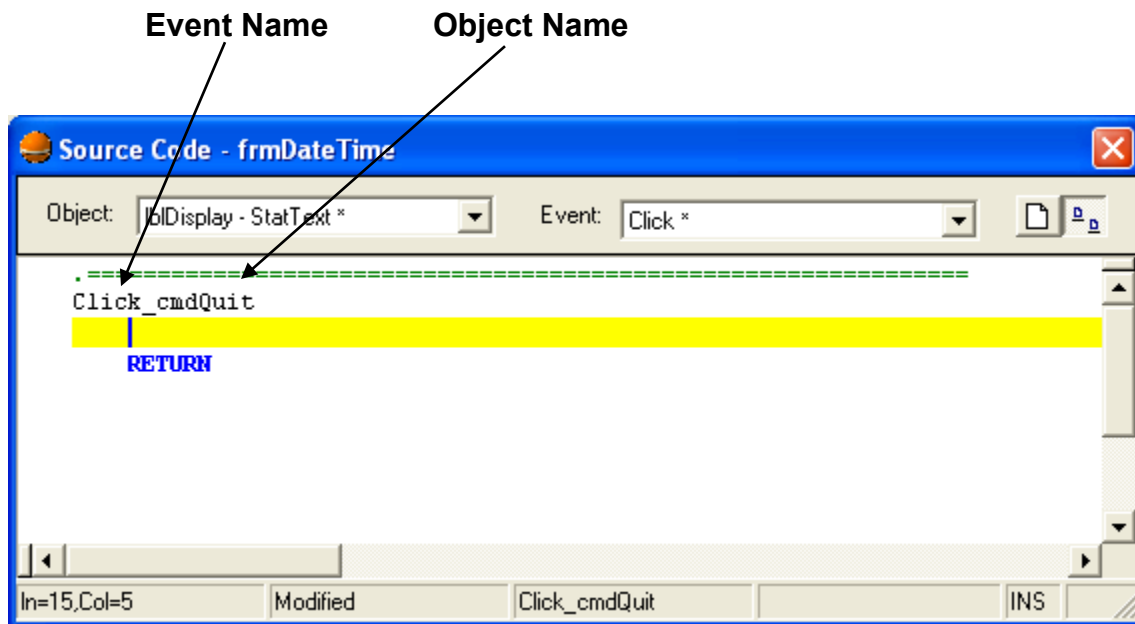 Event Name Object Name
Source Code - frmDateTime
Object: lblDisplay - StatText * Event: Click *
.===============================================================
Click_cmdQuit
RETURN
ln=15,Col=5 Modified Click_cmdQuit INS